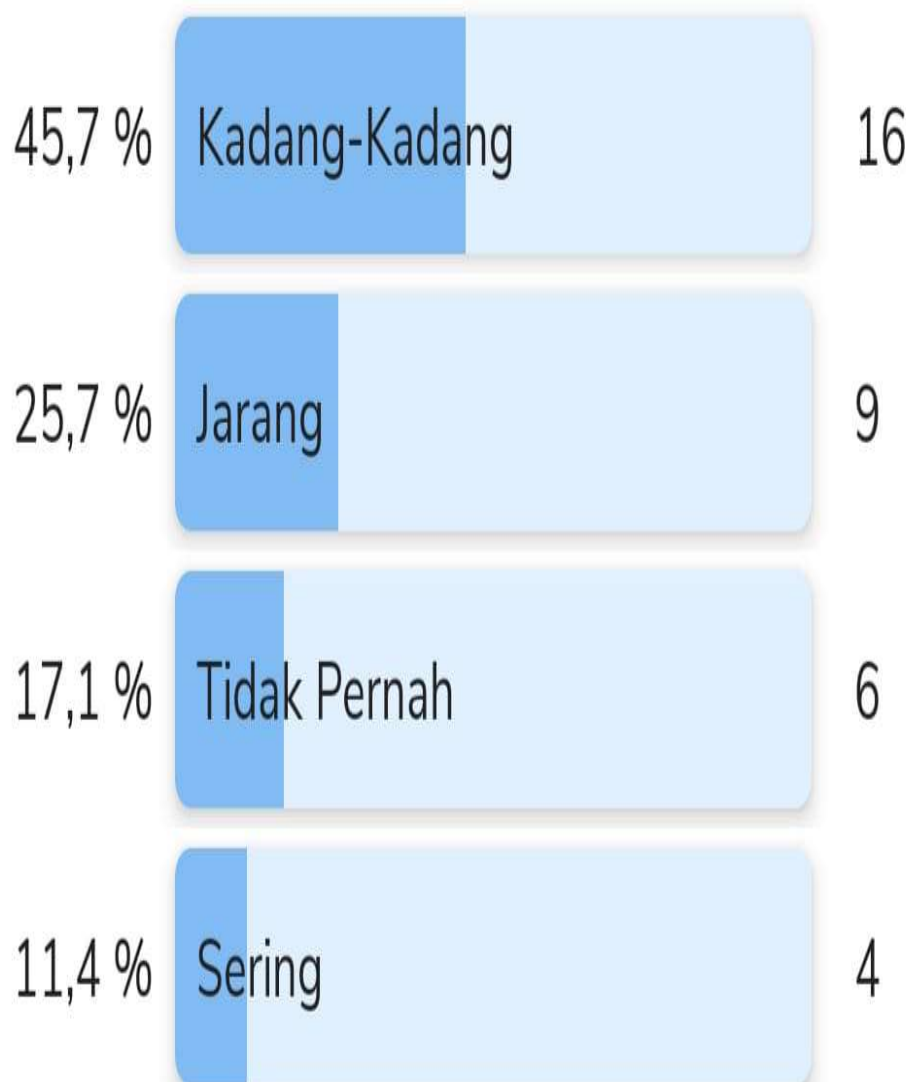 45,7 % Kadang-Kadang 16
25,7 % Jarang 9
17,1 % Tidak Pernah 6
11,4 % Sering 4